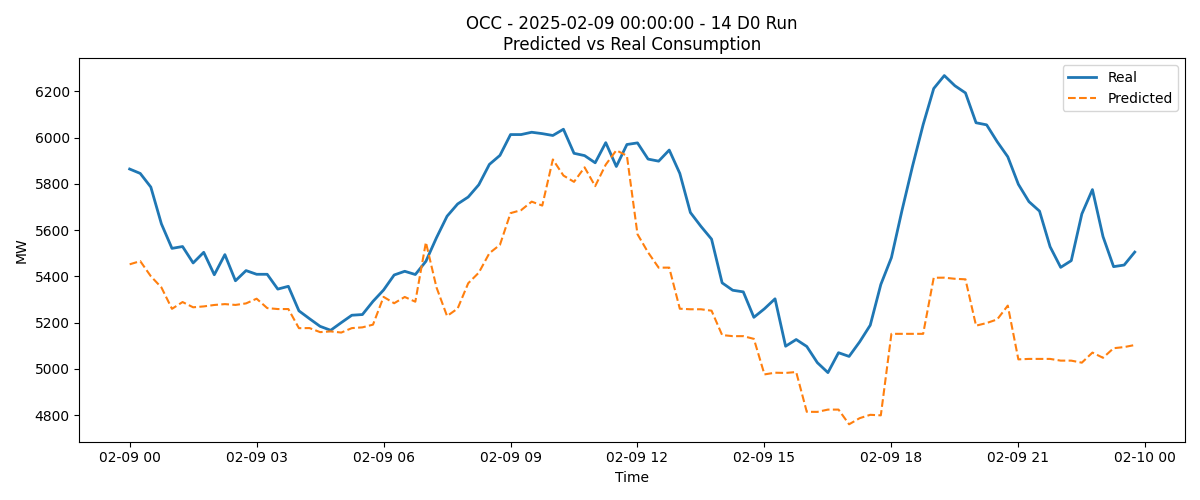 OCC - 2025-02-09 00:00:00 - 14 D0 Run
Predicted vs Real Consumption
Real
Predicted
MW
6200
6000
5800
5600
5400
5200
5000
4800
02-09 00
02-09 03
02-09 06
02-09 09
02-09 12
02-09 15
02-09 18
02-09 21
02-10 00
Time